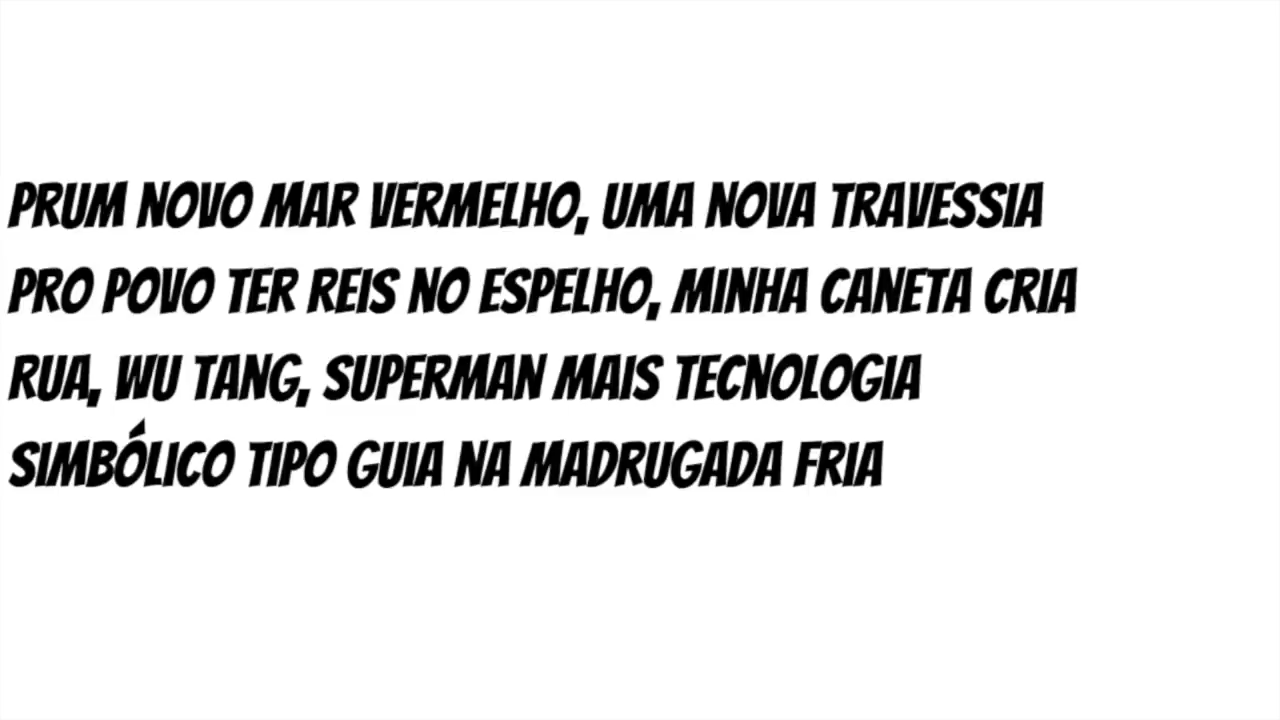 PRUM NOVO MAR VERMELHO, UMA NOVA TRAVESSIA
PRO POVO TER REIS NO ESPELHO, MINHA CANETA CRIA
RUA, WU TANG, SUPERMAN MAIS TECNOLOGIA
SIMBÓLICO TIPO GUIA NA MADRUGADA FRIA